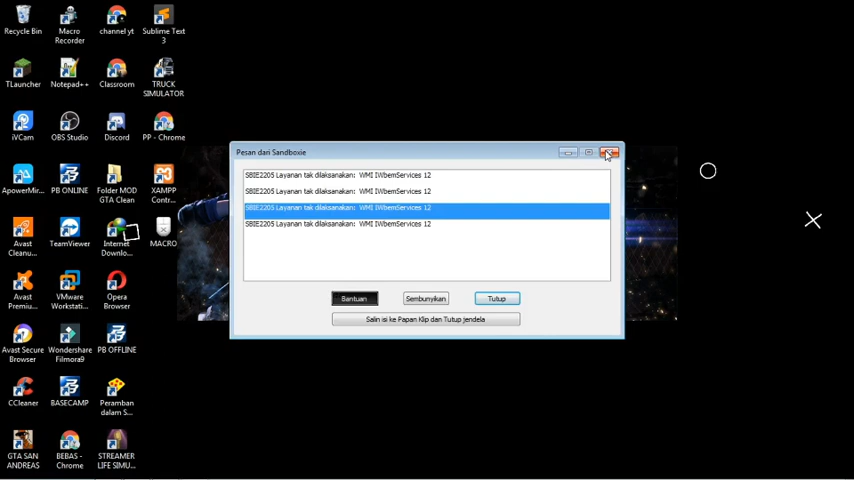 Recycle Bin
Macro
Recorder
channel yt
Sublime Text
3
TLauncher
Notepad++
Classroom
TRUCK
SIMULATOR
iVCam
OBS Studio
Discord
PP - Chrome
ApowerMir...
PB ONLINE
Folder MOD
GTA Clean
XAMPP
Contr...
Avast
Cleanu...
TeamViewer
Internet
Downlo...
MACRO
Avast
Premiu...
VMware
Workstati...
Opera
Browser
Avast Secure
Browser
Wondershare
Filmora9
PB OFFLINE
CCleaner
BASECAMP
Peramban
dalam S...
GTA SAN
ANDREAS
BEBAS -
Chrome
STREAMER
LIFE SIMU...
Pesan dari Sandboxie
SBIE2205 Layanan tak dilaksanakan: WMI IWbemServices 12
SBIE2205 Layanan tak dilaksanakan: WMI IWbemServices 12
SBIE2205 Layanan tak dilaksanakan: WMI IWbemServices 12
SBIE2205 Layanan tak dilaksanakan: WMI IWbemServices 12
Bantuan
Sembunyikan
Tutup
Salin isi ke Papan Klip dan Tutup jendela